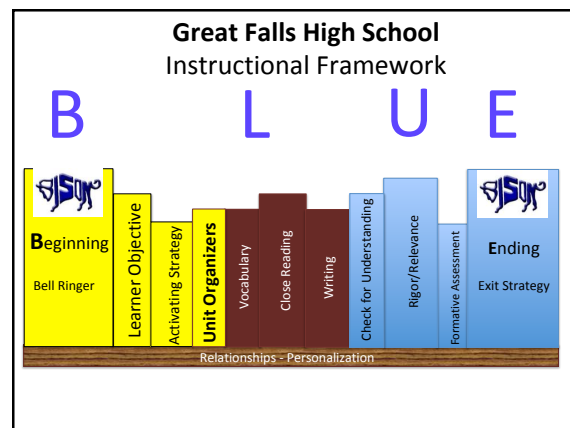 Great Falls High School
Instructional Framework
B L U E
BISON
Beginning
Bell Ringer
Learner Objective
Activating Strategy
Unit Organizers
Vocabulary
Close Reading
Writing
Check for Understanding
Rigor/Relevance
Formative Assessment
BISON
Ending
Exit Strategy
Relationships - Personalization